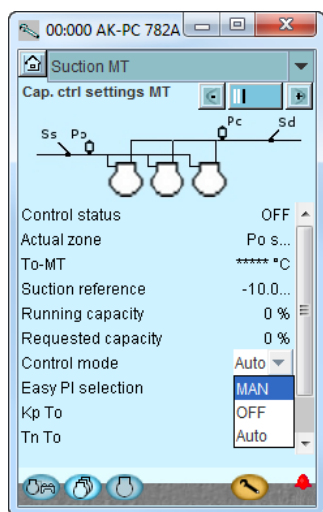 00:000 AK-PC 782A
Suction MT
Cap. ctrl settings MT
Pc Sd
Ss Po
Control status OFF
Actual zone Po s...
To-MT ***** °C
Suction reference -10.0...
Running capacity 0 %
Requested capacity 0 %
Control mode Auto
Easy PI selection MAN
Kp To OFF
Tn To Auto